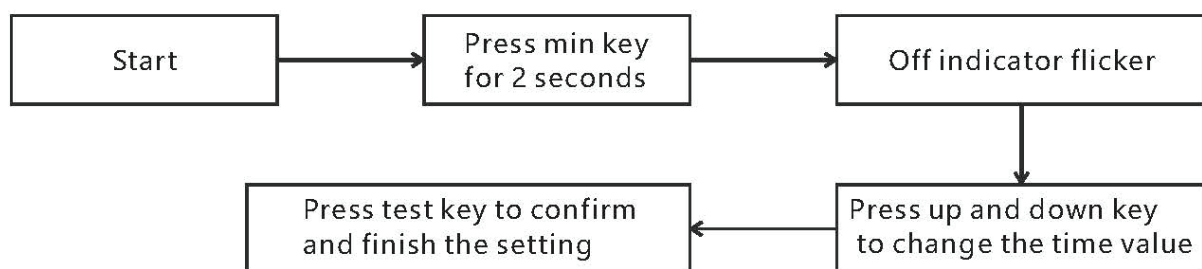 Start
Press min key
for 2 seconds
Off indicator flicker
Press up and down key
to change the time value
Press test key to confirm
and finish the setting